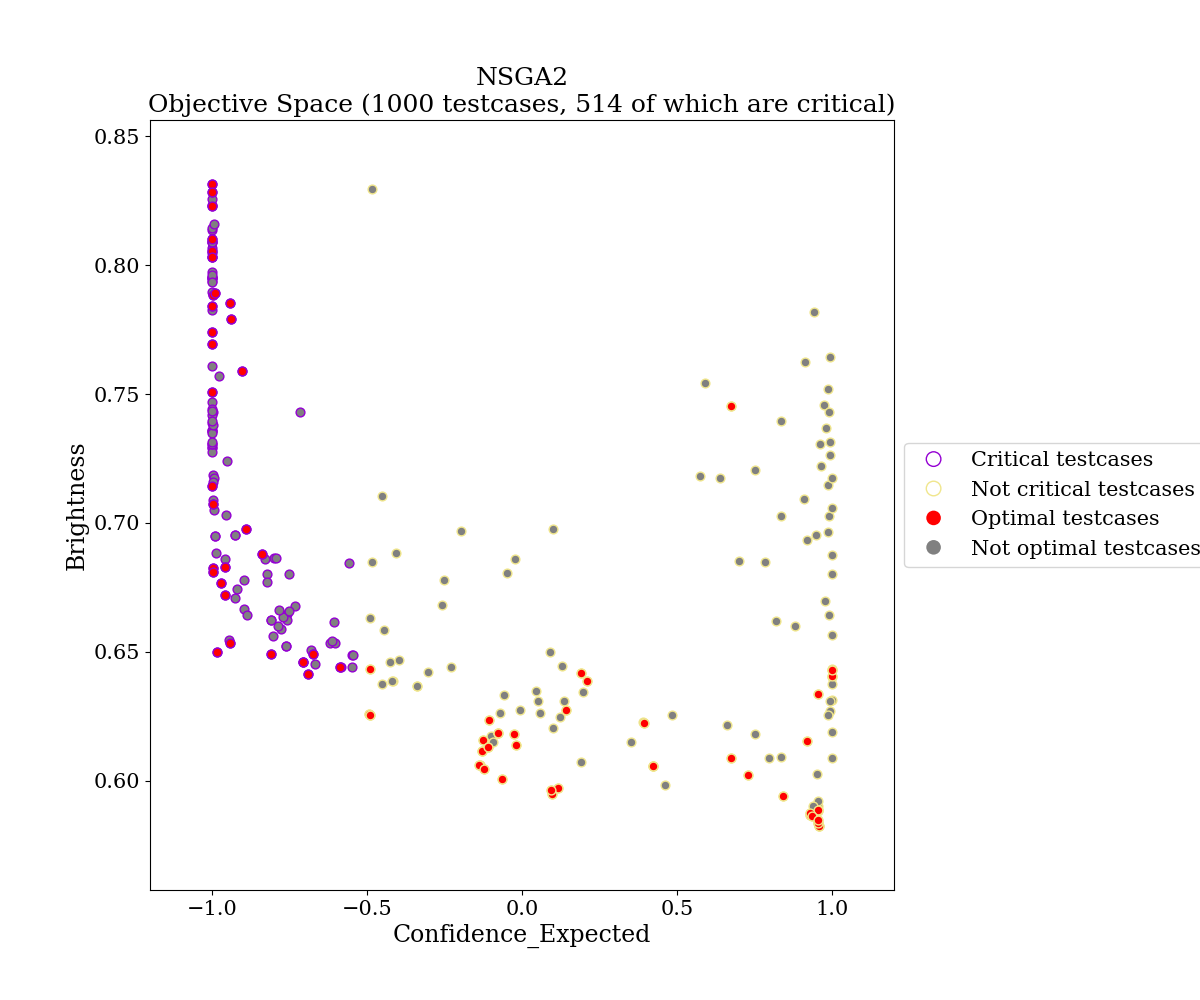 NSGA2
Objective Space (1000 testcases, 514 of which are critical)
0.85
0.80
0.75
0.70
0.65
0.60
Brightness
−1.0
−0.5
0.0
0.5
1.0
Confidence_Expected
Critical testcases
Not critical testcases
Optimal testcases
Not optimal testcases